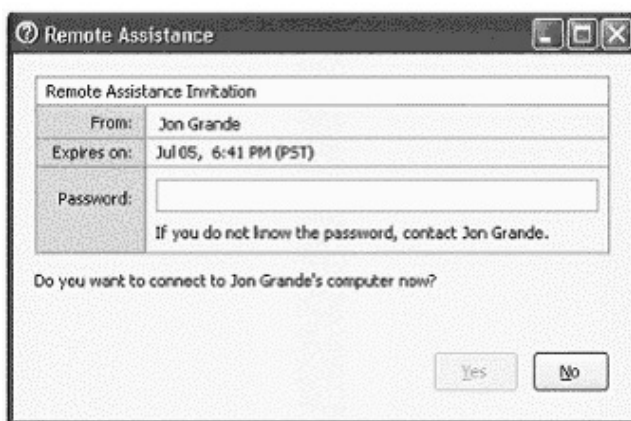 Remote Assistance
Remote Assistance Invitation
From: Jon Grande
Expires on: Jul 05, 6:41 PM (PST)
Password:
If you do not know the password, contact Jon Grande.
Do you want to connect to Jon Grande's computer now?
Yes No